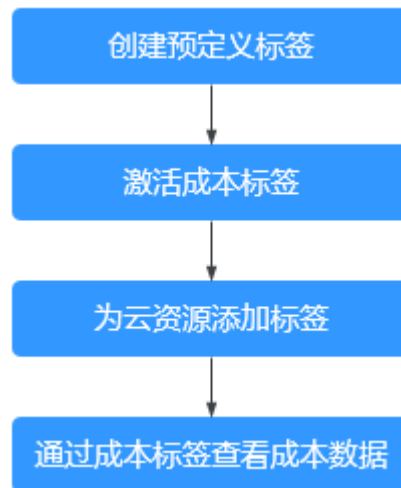 创建预定义标签
激活成本标签
为云资源添加标签
通过成本标签查看成本数据